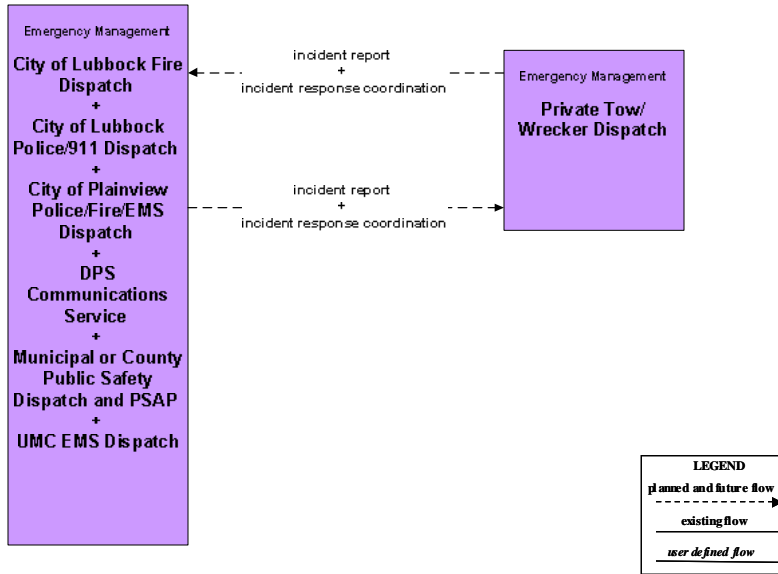 Emergency Management
City of Lubbock Fire
Dispatch
+
City of Lubbock
Police/911 Dispatch
+
City of Plainview
Police/Fire/EMS
Dispatch
+
DPS
Communications
Service
+
Municipal or County
Public Safety
Dispatch and PSAP
+
UMC EMS Dispatch
incident report
+
incident response coordination
incident report
+
incident response coordination
Emergency Management
Private Tow/
Wrecker Dispatch
LEGEND
planned and future flow
existing flow
user defined flow